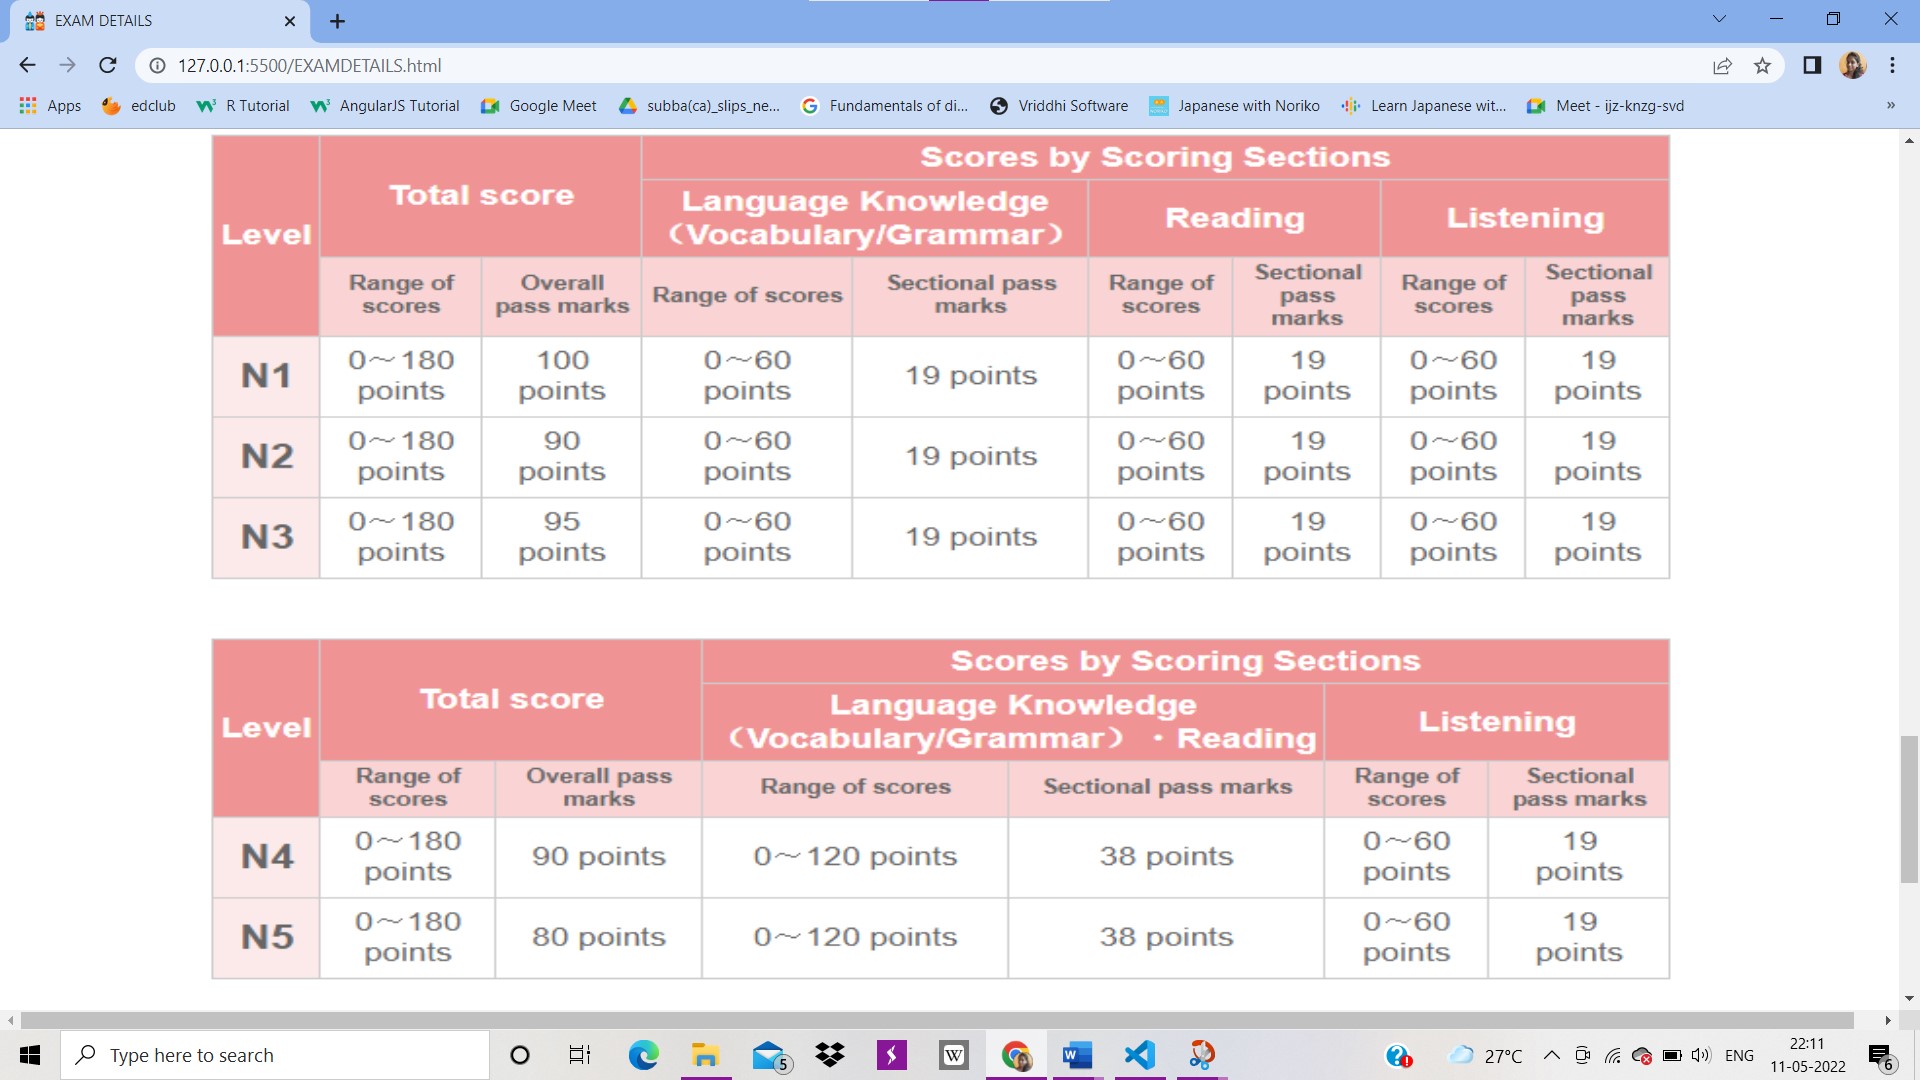 EXAM DETAILS
127.0.0.1:5500/EXAMDETAILS.html
Apps edclub R Tutorial AngularJS Tutorial Google Meet subba(ca)_slips_ne... Fundamentals of di... Vriddhi Software Japanese with Noriko Learn Japanese wit... Meet - ijz-knzg-svd »
Level Total score Scores by Scoring Sections
Language Knowledge
（Vocabulary/Grammar） Reading Listening
Range of scores Overall pass marks Range of scores Sectional pass marks Range of scores Sectional pass marks Range of scores Sectional pass marks
N1 0～180 points 100 points 0～60 points 19 points 0～60 points 19 points 0～60 points 19 points
N2 0～180 points 90 points 0～60 points 19 points 0～60 points 19 points 0～60 points 19 points
N3 0～180 points 95 points 0～60 points 19 points 0～60 points 19 points 0～60 points 19 points
Level Total score Scores by Scoring Sections
Language Knowledge
（Vocabulary/Grammar）・Reading Listening
Range of scores Overall pass marks Range of scores Sectional pass marks Range of scores Sectional pass marks
N4 0～180 points 90 points 0～120 points 38 points 0～60 points 19 points
N5 0～180 points 80 points 0～120 points 38 points 0～60 points 19 points
Type here to search 5 W 27°C ENG 22:11
11-05-2022 6